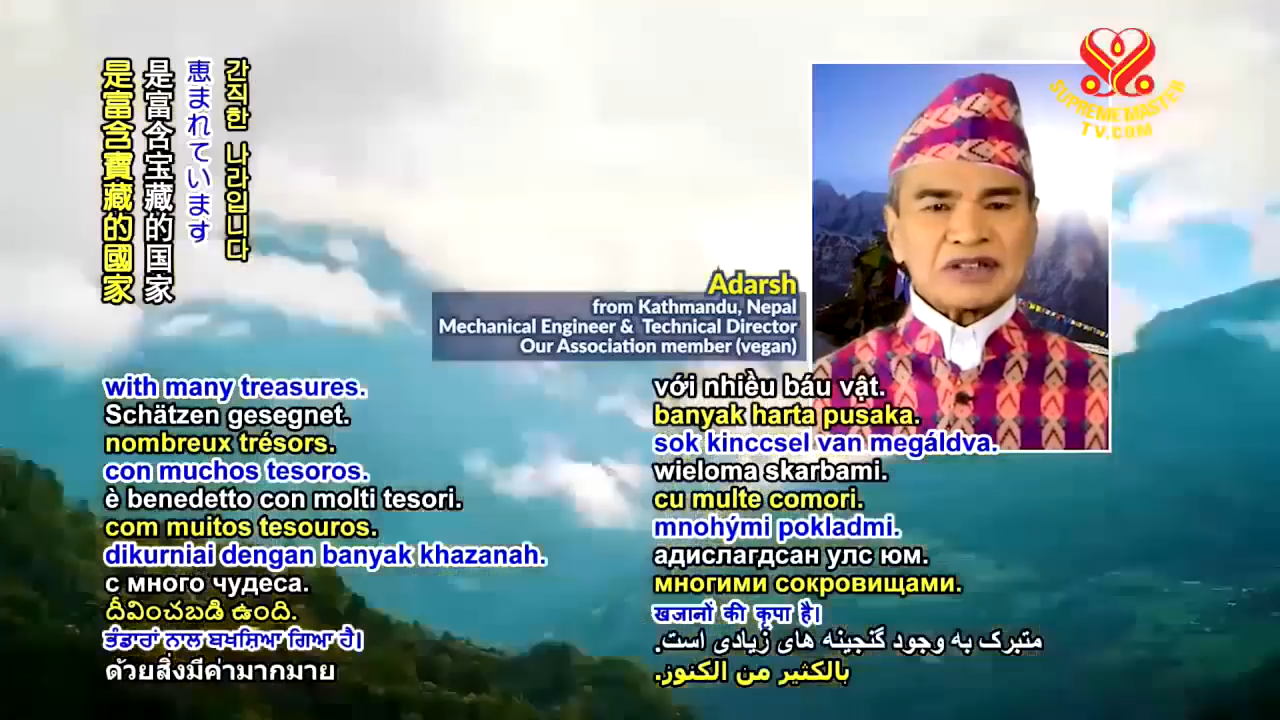 是富含寶藏的國家
是富含宝藏的国家
恵まれています
간직한 나라입니다
SUPREME MASTER
TV.COM
Adarsh
from Kathmandu, Nepal
Mechanical Engineer & Technical Director
Our Association member (vegan)
with many treasures.
Schätzen gesegnet.
nombreux trésors.
con muchos tesoros.
è benedetto con molti tesori.
com muitos tesouros.
dikurniai dengan banyak khazanah.
с много чудеса.
దీవించబడి ఉంది.
ਭੰਡਾਰਾਂ ਨਾਲ ਬਖਸ਼ਿਆ ਗਿਆ ਹੈ।
ด้วยสิ่งมีค่ามากมาย
với nhiều báu vật.
banyak harta pusaka.
sok kinccsel van megáldva.
wieloma skarbami.
cu multe comori.
mnohými pokladmi.
адислагдсан улс юм.
многими сокровищами.
खजानों की कृपा है।
متبرک به وجود گنجینه های زیادی است.
بالكثير من الكنوز.